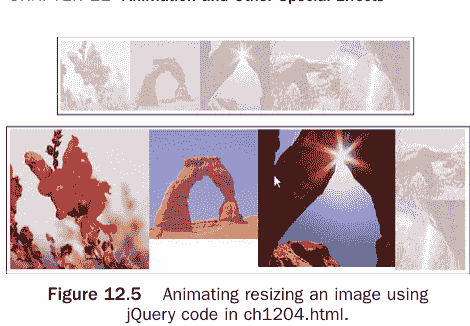 CHAPTER 12 Animation and Other Special Effects
Figure 12.5 Animating resizing an image using
jQuery code in ch1204.html.